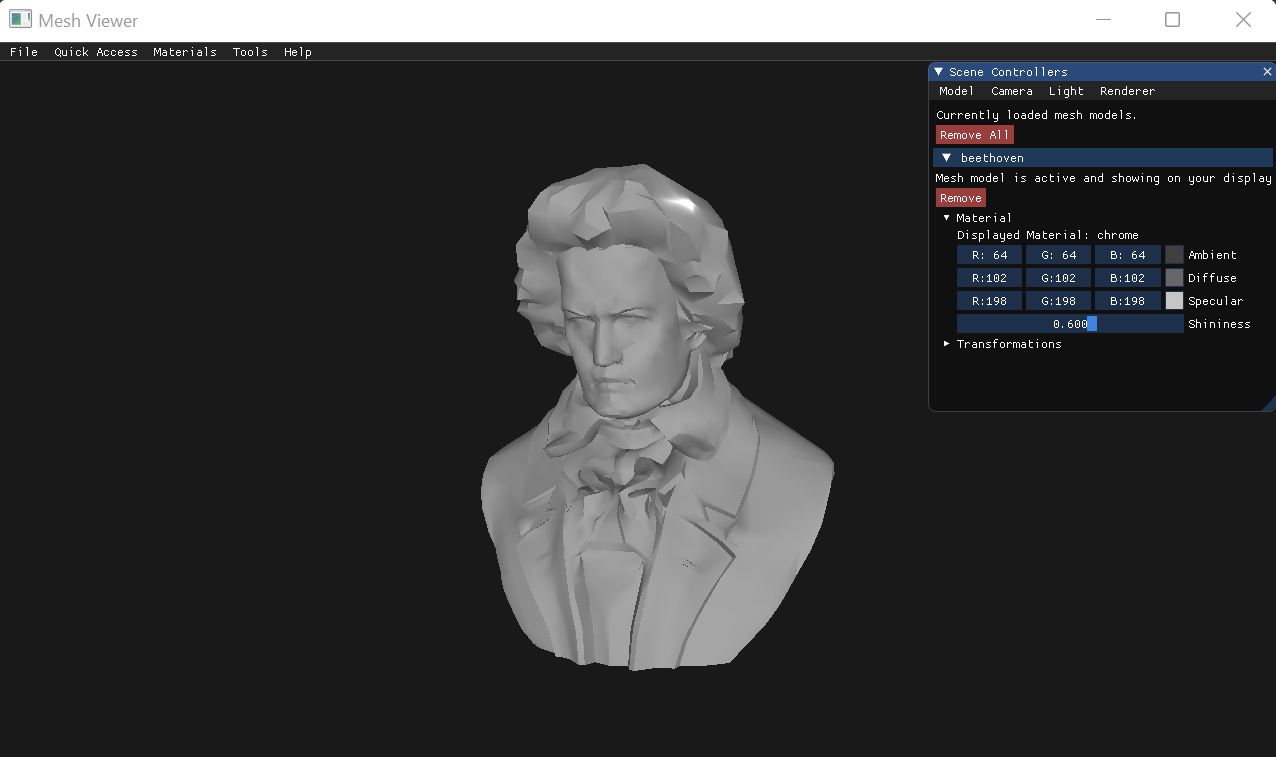 Mesh Viewer
File Quick Access Materials Tools Help
Scene Controllers
Model Camera Light Renderer
Currently loaded mesh models.
Remove All
beethoven
Mesh model is active and showing on your display
Remove
Material
Displayed Material: chrome
R: 64 G: 64 B: 64 Ambient
R:102 G:102 B:102 Diffuse
R:198 G:198 B:198 Specular
0.600 Shininess
Transformations